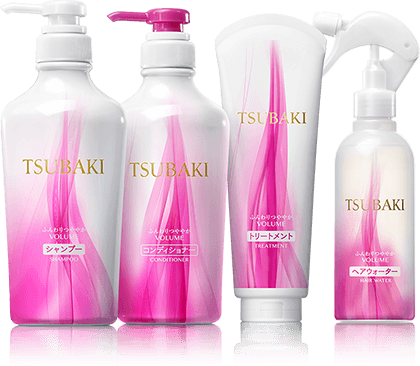 TSUBAKI
ふんわりつややか
VOLUME
シャンプー
SHAMPOO
TSUBAKI
ふんわりつややか
VOLUME
コンディショナー
CONDITIONER
TSUBAKI
ふんわりつややか
VOLUME
トリートメント
TREATMENT
TSUBAKI
ふんわりつややか
VOLUME
ヘアウォーター
HAIR WATER